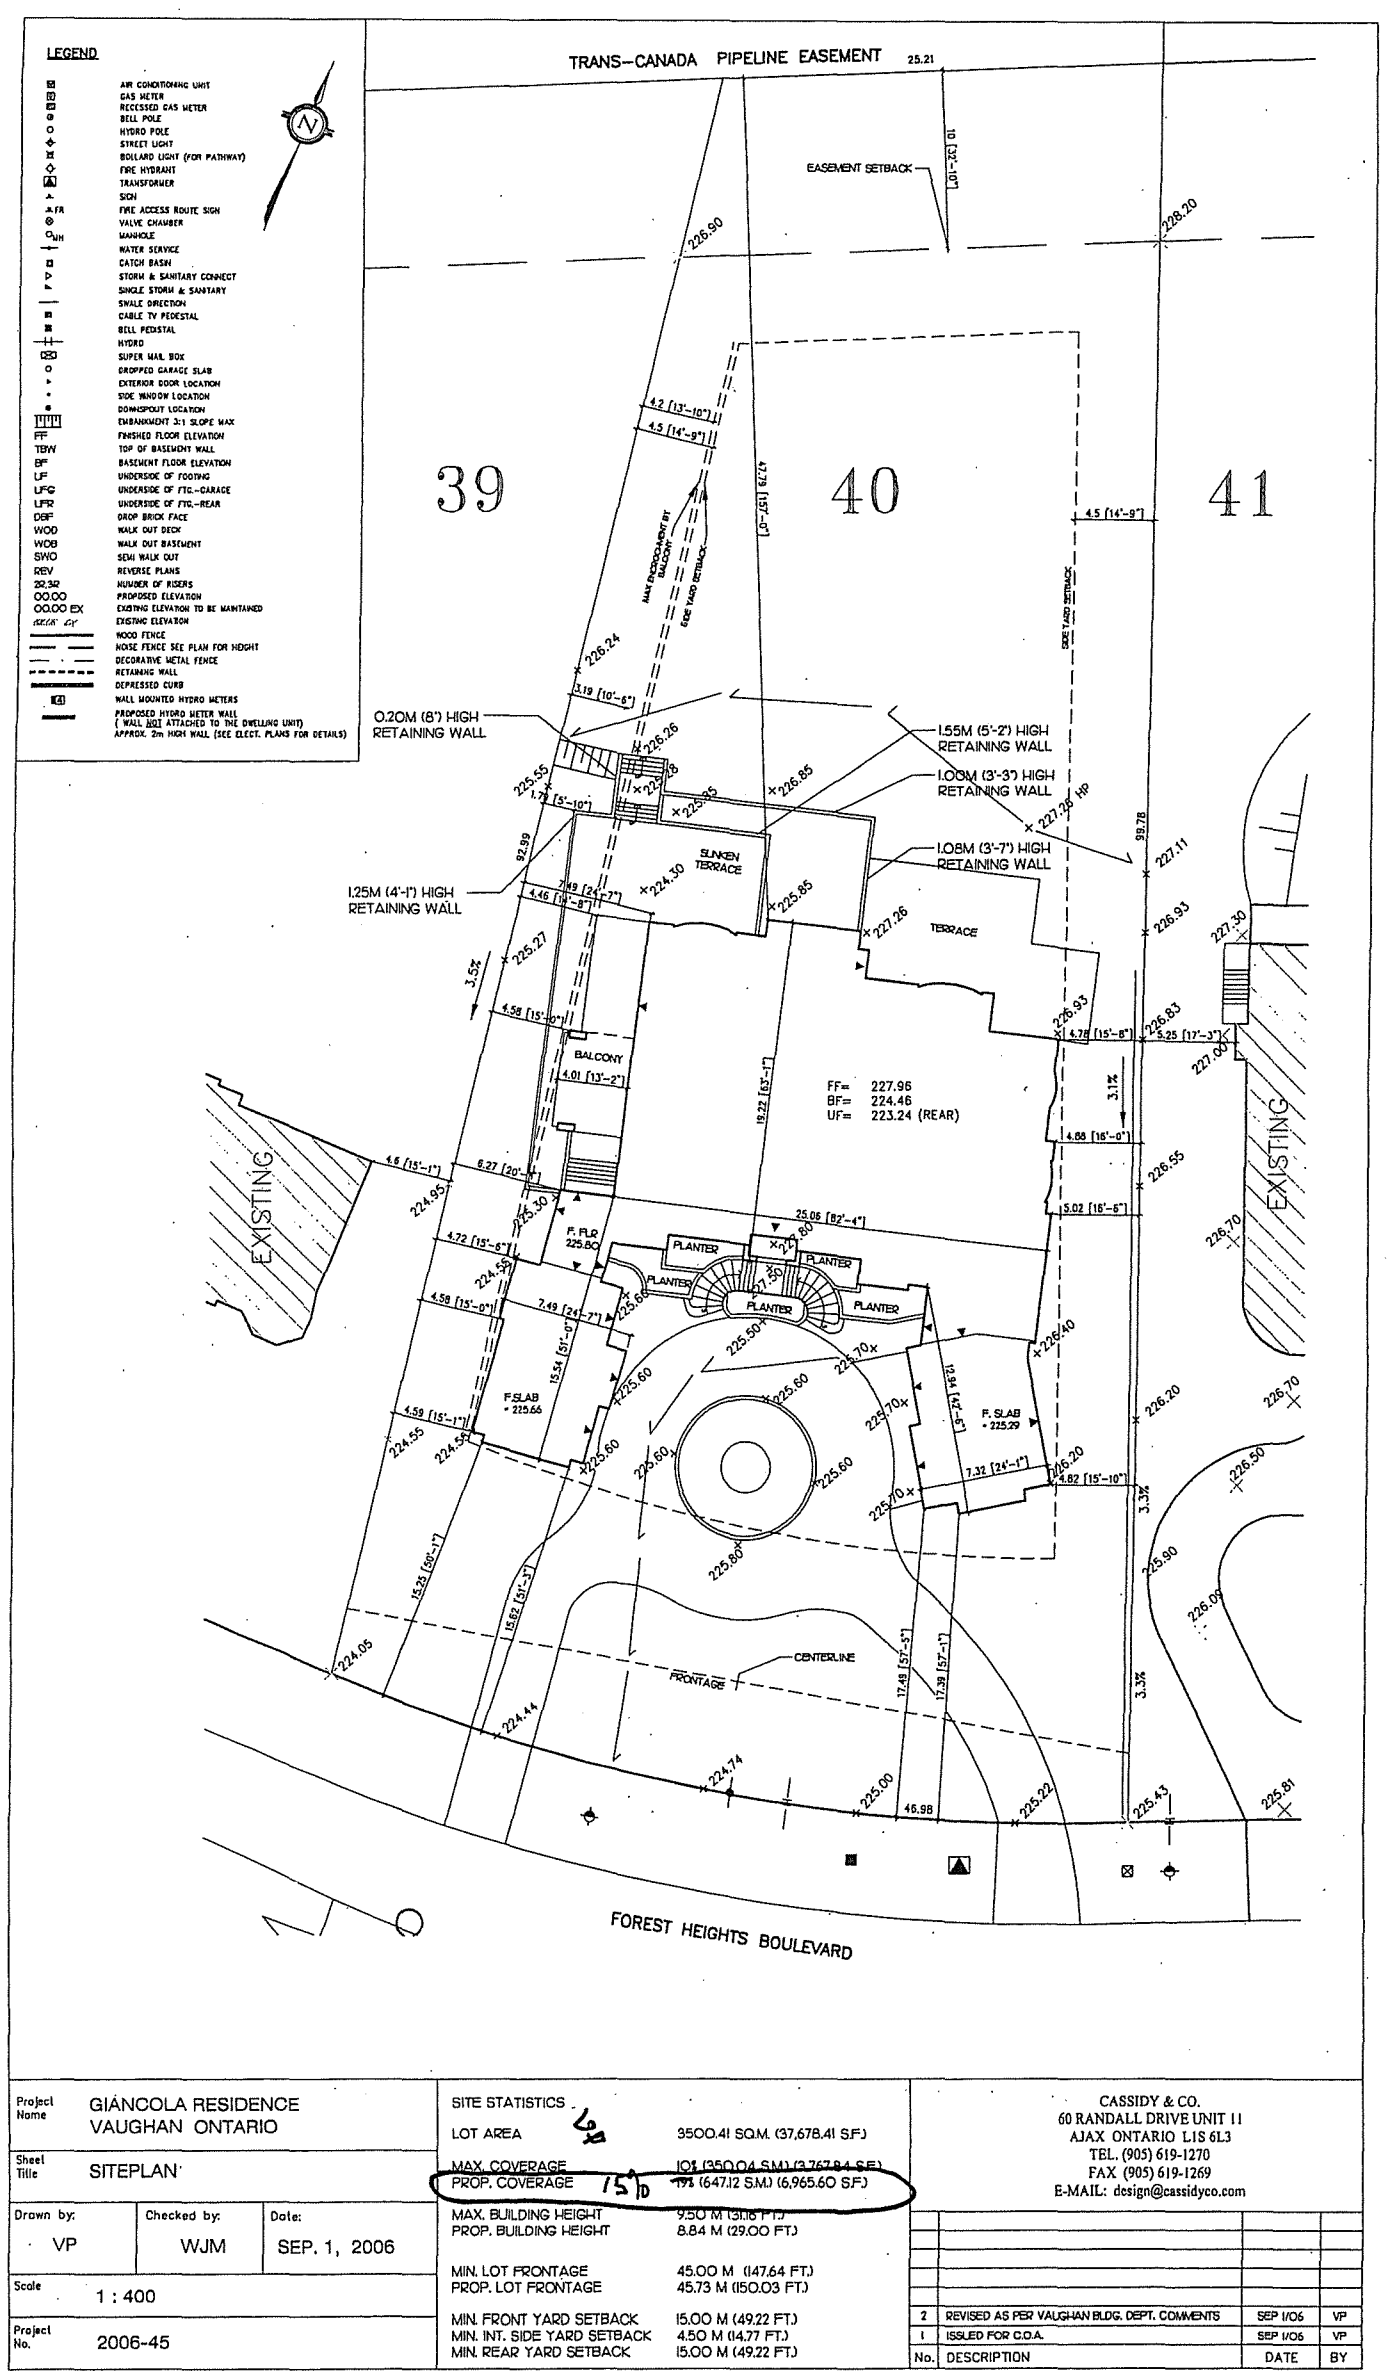 LEGEND
AIR CONDITIONING UNIT
GAS METER
RECESSED GAS METER
BELL POLE
HYDRO POLE
STREET LIGHT
BOLLARD LIGHT (FOR PATHWAY)
FIRE HYDRANT
TRANSFORMER
SIGN
FR FIRE ACCESS ROUTE SIGN
VALVE CHAMBER
MH MANHOLE
WATER SERVICE
CATCH BASIN
STORM & SANITARY CONNECT
SINGLE STORM & SANITARY
SWALE DIRECTION
CABLE TV PEDESTAL
BELL PEDISTAL
HYDRO
SUPER MAIL BOX
DROPPED GARAGE SLAB
EXTERIOR DOOR LOCATION
SIDE WINDOW LOCATION
DOWNSPOUT LOCATION
EMBANKMENT 3:1 SLOPE MAX
FF FINISHED FLOOR ELEVATION
TBW TOP OF BASEMENT WALL
BF BASEMENT FLOOR ELEVATION
UF UNDERSIDE OF FOOTING
UFG UNDERSIDE OF FTG.-GARAGE
UFR UNDERSIDE OF FTG.-REAR
DBF DROP BRICK FACE
WOD WALK OUT DECK
WOB WALK OUT BASEMENT
SWO SEMI WALK OUT
REV REVERSE PLANS
2R,3R NUMBER OF RISERS
00.00 PROPOSED ELEVATION
00.00 EX EXISTING ELEVATION TO BE MAINTAINED
EXISTING ELEVATION
WOOD FENCE
NOISE FENCE SEE PLAN FOR HEIGHT
DECORATIVE METAL FENCE
RETAINING WALL
DEPRESSED CURB
WALL MOUNTED HYDRO METERS
PROPOSED HYDRO METER WALL
( WALL NOT ATTACHED TO THE DWELLING UNIT)
APPROX. 2m HIGH WALL (SEE ELECT. PLANS FOR DETAILS)
N
TRANS-CANADA PIPELINE EASEMENT 25.21
10 [32'-10"]
EASEMENT SETBACK
226.90
228.20
4.2 [13'-10"]
4.5 [14'-9"]
47.79 [157'-0"]
39
40
41
4.5 [14'-9"]
MAX ENCROCHMENT BY
BALCONY
SIDE YARD SETBACK
SIDE YARD SETBACK
226.24
3.19 [10'-6"]
0.20M (8") HIGH
RETAINING WALL
226.26
1.55M (5'-2") HIGH
RETAINING WALL
1.00M (3'-3") HIGH
RETAINING WALL
225.55
226.85
227.26 HP
99.78
92.99
1.08M (3'-7") HIGH
RETAINING WALL
227.11
SUNKEN
TERRACE
224.30
225.85
1.25M (4'-1") HIGH
RETAINING WALL
7.49 [24'-7"]
4.46 [14'-8"]
227.26
TERRACE
226.93
227.30
225.27
3.5%
4.58 [15'-0"]
226.93
4.78 [15'-8"]
226.83
5.25 [17'-3"]
227.00
BALCONY
4.01 [13'-2"]
19.22 [63'-1"]
FF= 227.96
BF= 224.46
UF= 223.24 (REAR)
3.1%
4.88 [16'-0"]
EXISTING
EXISTING
4.6 [15'-1"]
224.95
225.30
226.55
25.06 [82'-4"]
5.02 [16'-6"]
226.70
4.72 [15'-6"]
F. FLR
225.80
PLANTER
PLANTER
PLANTER
PLANTER
PLANTER
227.50
4.58 [15'-0"]
7.49 [24'-7"]
225.50
225.70
226.40
15.54 [51'-0"]
12.94 [42'-6"]
F.SLAB
= 225.66
225.60
225.60
225.70
F. SLAB
= 225.29
226.20
226.70
4.59 [15'-1"]
224.55
225.60
225.60
225.60
225.70
7.32 [24'-1"]
226.20
4.82 [15'-10"]
226.50
3.3%
225.80
225.90
15.25 [50'-1"]
15.62 [51'-3"]
226.09
17.49 [57'-5"]
17.39 [57'-1"]
CENTERLINE
FRONTAGE
3.3%
224.05
224.44
224.74
225.00
46.98
225.22
225.43
225.81
FOREST HEIGHTS BOULEVARD
Project
Name
GIANCOLA RESIDENCE
VAUGHAN ONTARIO
Sheet
Title
SITEPLAN
Drawn by:
VP
Checked by:
WJM
Date:
SEP. 1, 2006
Scale
1 : 400
Project
No.
2006-45
SITE STATISTICS
LOT AREA 3500.41 SQ.M. (37,678.41 S.F.)
MAX. COVERAGE 10% (350.04 S.M.) (3,767.84 S.F.)
PROP. COVERAGE 15% 19% (647.12 S.M.) (6,965.60 S.F.)
MAX. BUILDING HEIGHT 9.50 M (31.16 FT.)
PROP. BUILDING HEIGHT 8.84 M (29.00 FT.)
MIN. LOT FRONTAGE 45.00 M (147.64 FT.)
PROP. LOT FRONTAGE 45.73 M (150.03 FT.)
MIN. FRONT YARD SETBACK 15.00 M (49.22 FT.)
MIN. INT. SIDE YARD SETBACK 4.50 M (14.77 FT.)
MIN. REAR YARD SETBACK 15.00 M (49.22 FT.)
CASSIDY & CO.
60 RANDALL DRIVE UNIT 11
AJAX ONTARIO L1S 6L3
TEL. (905) 619-1270
FAX (905) 619-1269
E-MAIL: design@cassidyco.com
2 REVISED AS PER VAUGHAN BLDG. DEPT. COMMENTS SEP 1/06 VP
1 ISSUED FOR C.O.A. SEP 1/06 VP
No. DESCRIPTION DATE BY